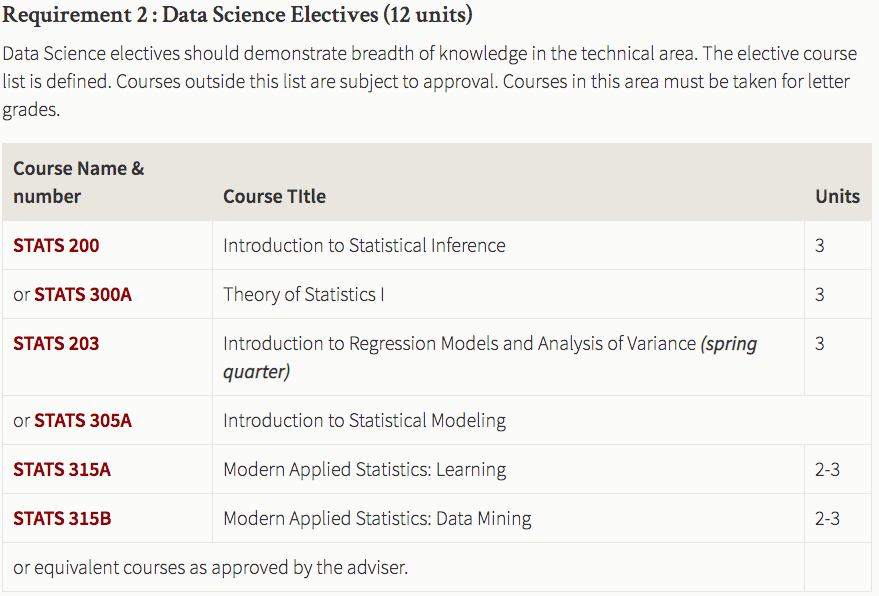 Requirement 2 : Data Science Electives (12 units)
Data Science electives should demonstrate breadth of knowledge in the technical area. The elective course
list is defined. Courses outside this list are subject to approval. Courses in this area must be taken for letter
grades.
Course Name &
number
Course TItle
Units
STATS 200
Introduction to Statistical Inference
3
or STATS 300A
Theory of Statistics I
3
STATS 203
Introduction to Regression Models and Analysis of Variance (spring
quarter)
3
or STATS 305A
Introduction to Statistical Modeling
STATS 315A
Modern Applied Statistics: Learning
2-3
STATS 315B
Modern Applied Statistics: Data Mining
2-3
or equivalent courses as approved by the adviser.